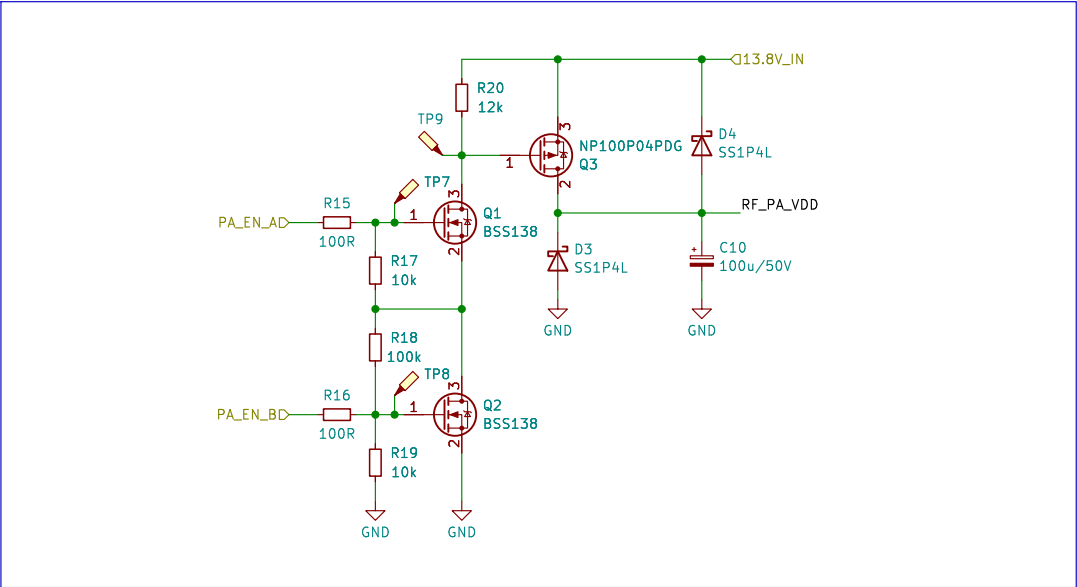 13.8V_IN
R20
12k
TP9
3
D4
SS1P4L
NP100P04PDG
1
Q3
2
TP7
3
RF_PA_VDD
R15
1
Q1
PA_EN_A
BSS138
100R
2
D3
SS1P4L
+
C10
100u/50V
R17
10k
GND
GND
R18
100k
TP8
3
R16
1
Q2
PA_EN_B
BSS138
100R
2
R19
10k
GND
GND